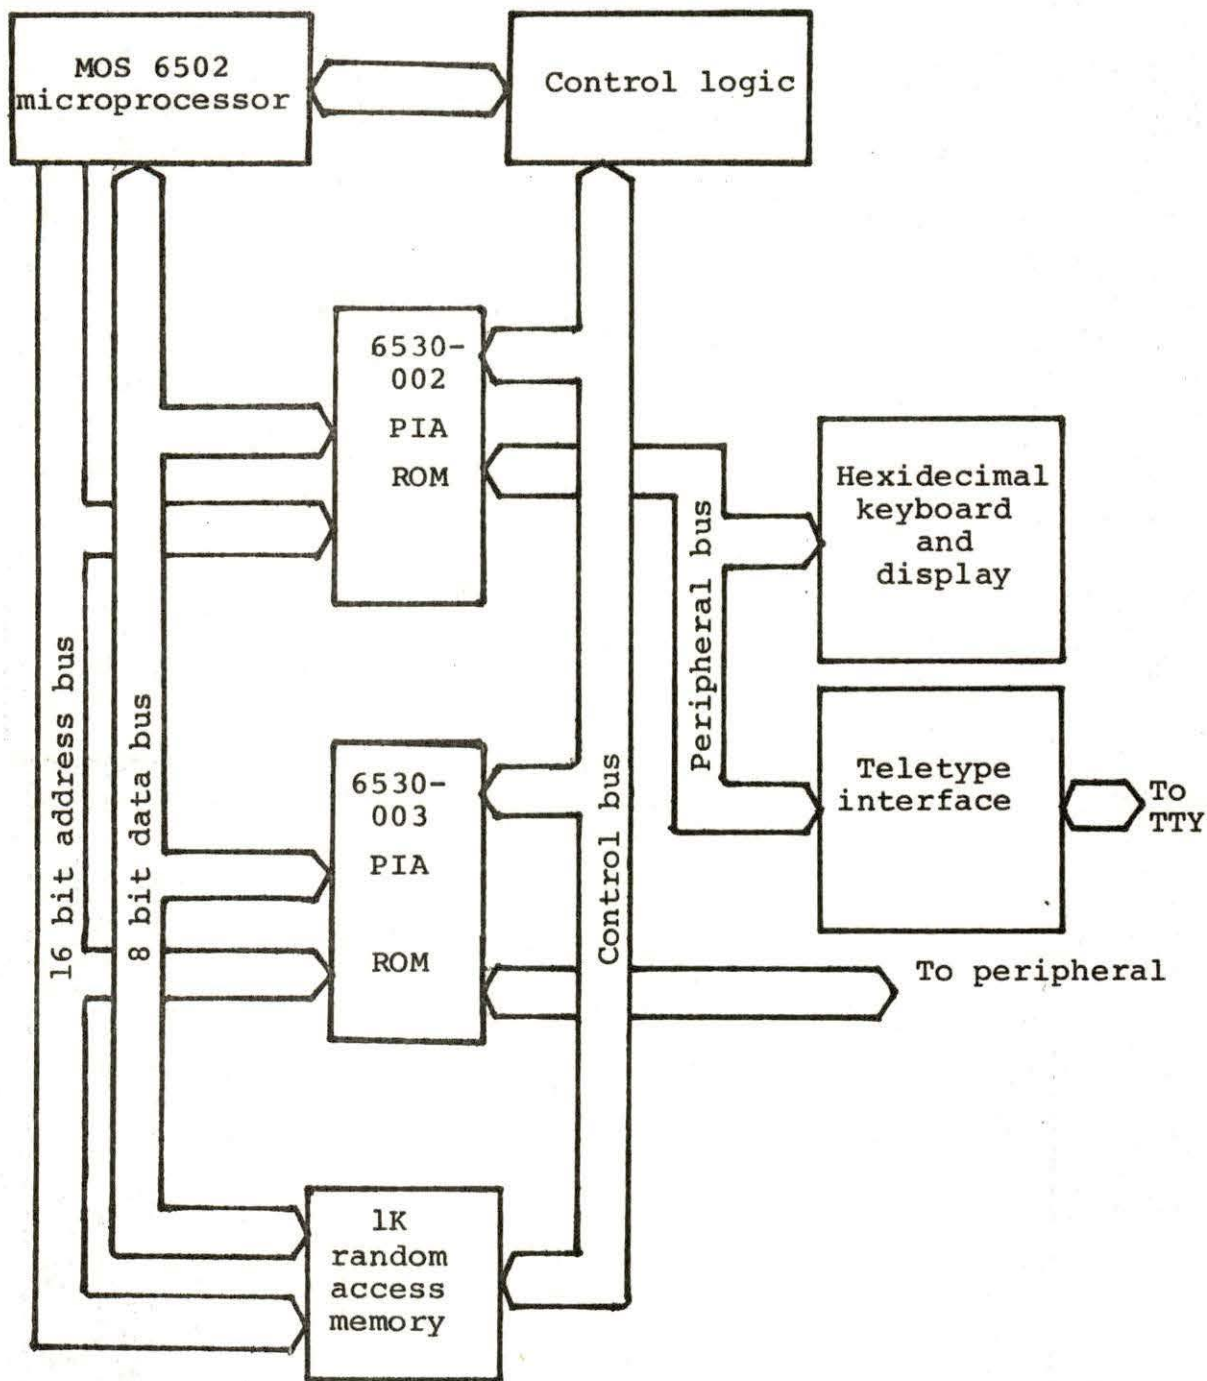 MOS 6502
microprocessor
Control logic
6530-
002
PIA
ROM
Hexidecimal
keyboard
and
display
Peripheral bus
16 bit address bus
8 bit data bus
6530-
003
PIA
ROM
Control bus
Teletype
interface
To
TTY
To peripheral
1K
random
access
memory